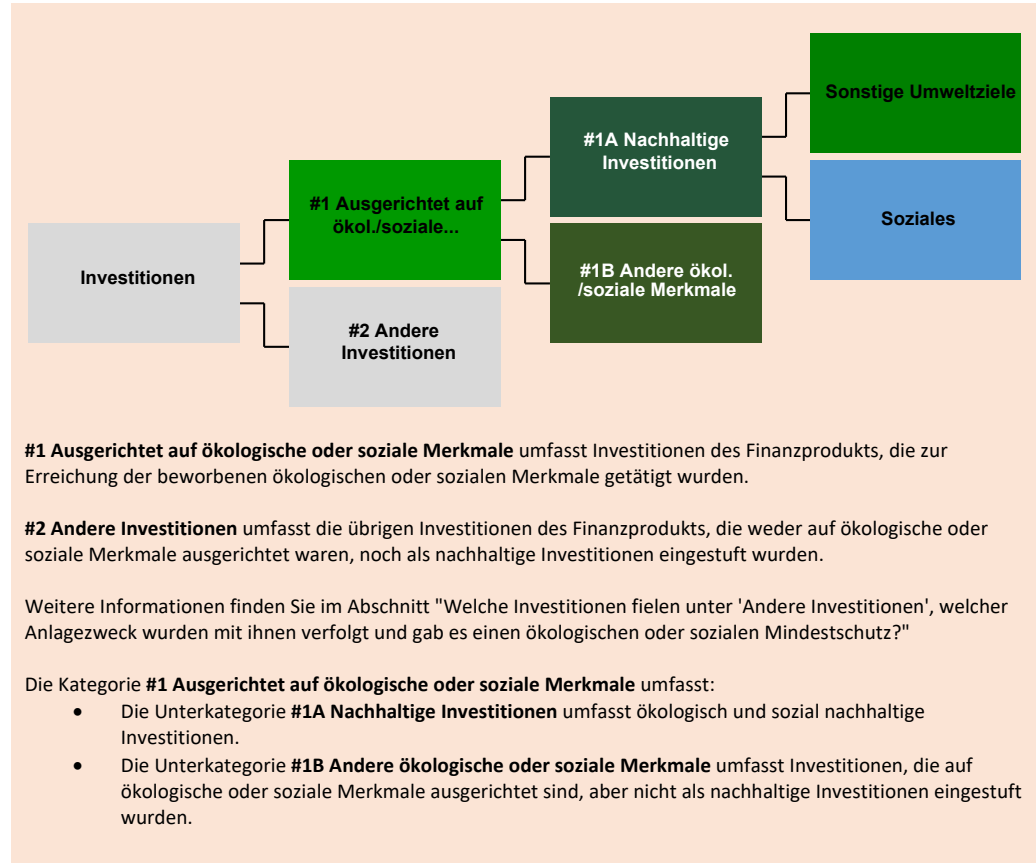 Sonstige Umweltziele
#1A Nachhaltige
Investitionen
#1 Ausgerichtet auf
ökol./soziale...
Soziales
Investitionen
#1B Andere ökol.
/soziale Merkmale
#2 Andere
Investitionen
#1 Ausgerichtet auf ökologische oder soziale Merkmale umfasst Investitionen des Finanzprodukts, die zur
Erreichung der beworbenen ökologischen oder sozialen Merkmale getätigt wurden.
#2 Andere Investitionen umfasst die übrigen Investitionen des Finanzprodukts, die weder auf ökologische oder
soziale Merkmale ausgerichtet waren, noch als nachhaltige Investitionen eingestuft wurden.
Weitere Informationen finden Sie im Abschnitt "Welche Investitionen fielen unter 'Andere Investitionen', welcher
Anlagezweck wurden mit ihnen verfolgt und gab es einen ökologischen oder sozialen Mindestschutz?"
Die Kategorie #1 Ausgerichtet auf ökologische oder soziale Merkmale umfasst:
• Die Unterkategorie #1A Nachhaltige Investitionen umfasst ökologisch und sozial nachhaltige
Investitionen.
• Die Unterkategorie #1B Andere ökologische oder soziale Merkmale umfasst Investitionen, die auf
ökologische oder soziale Merkmale ausgerichtet sind, aber nicht als nachhaltige Investitionen eingestuft
wurden.